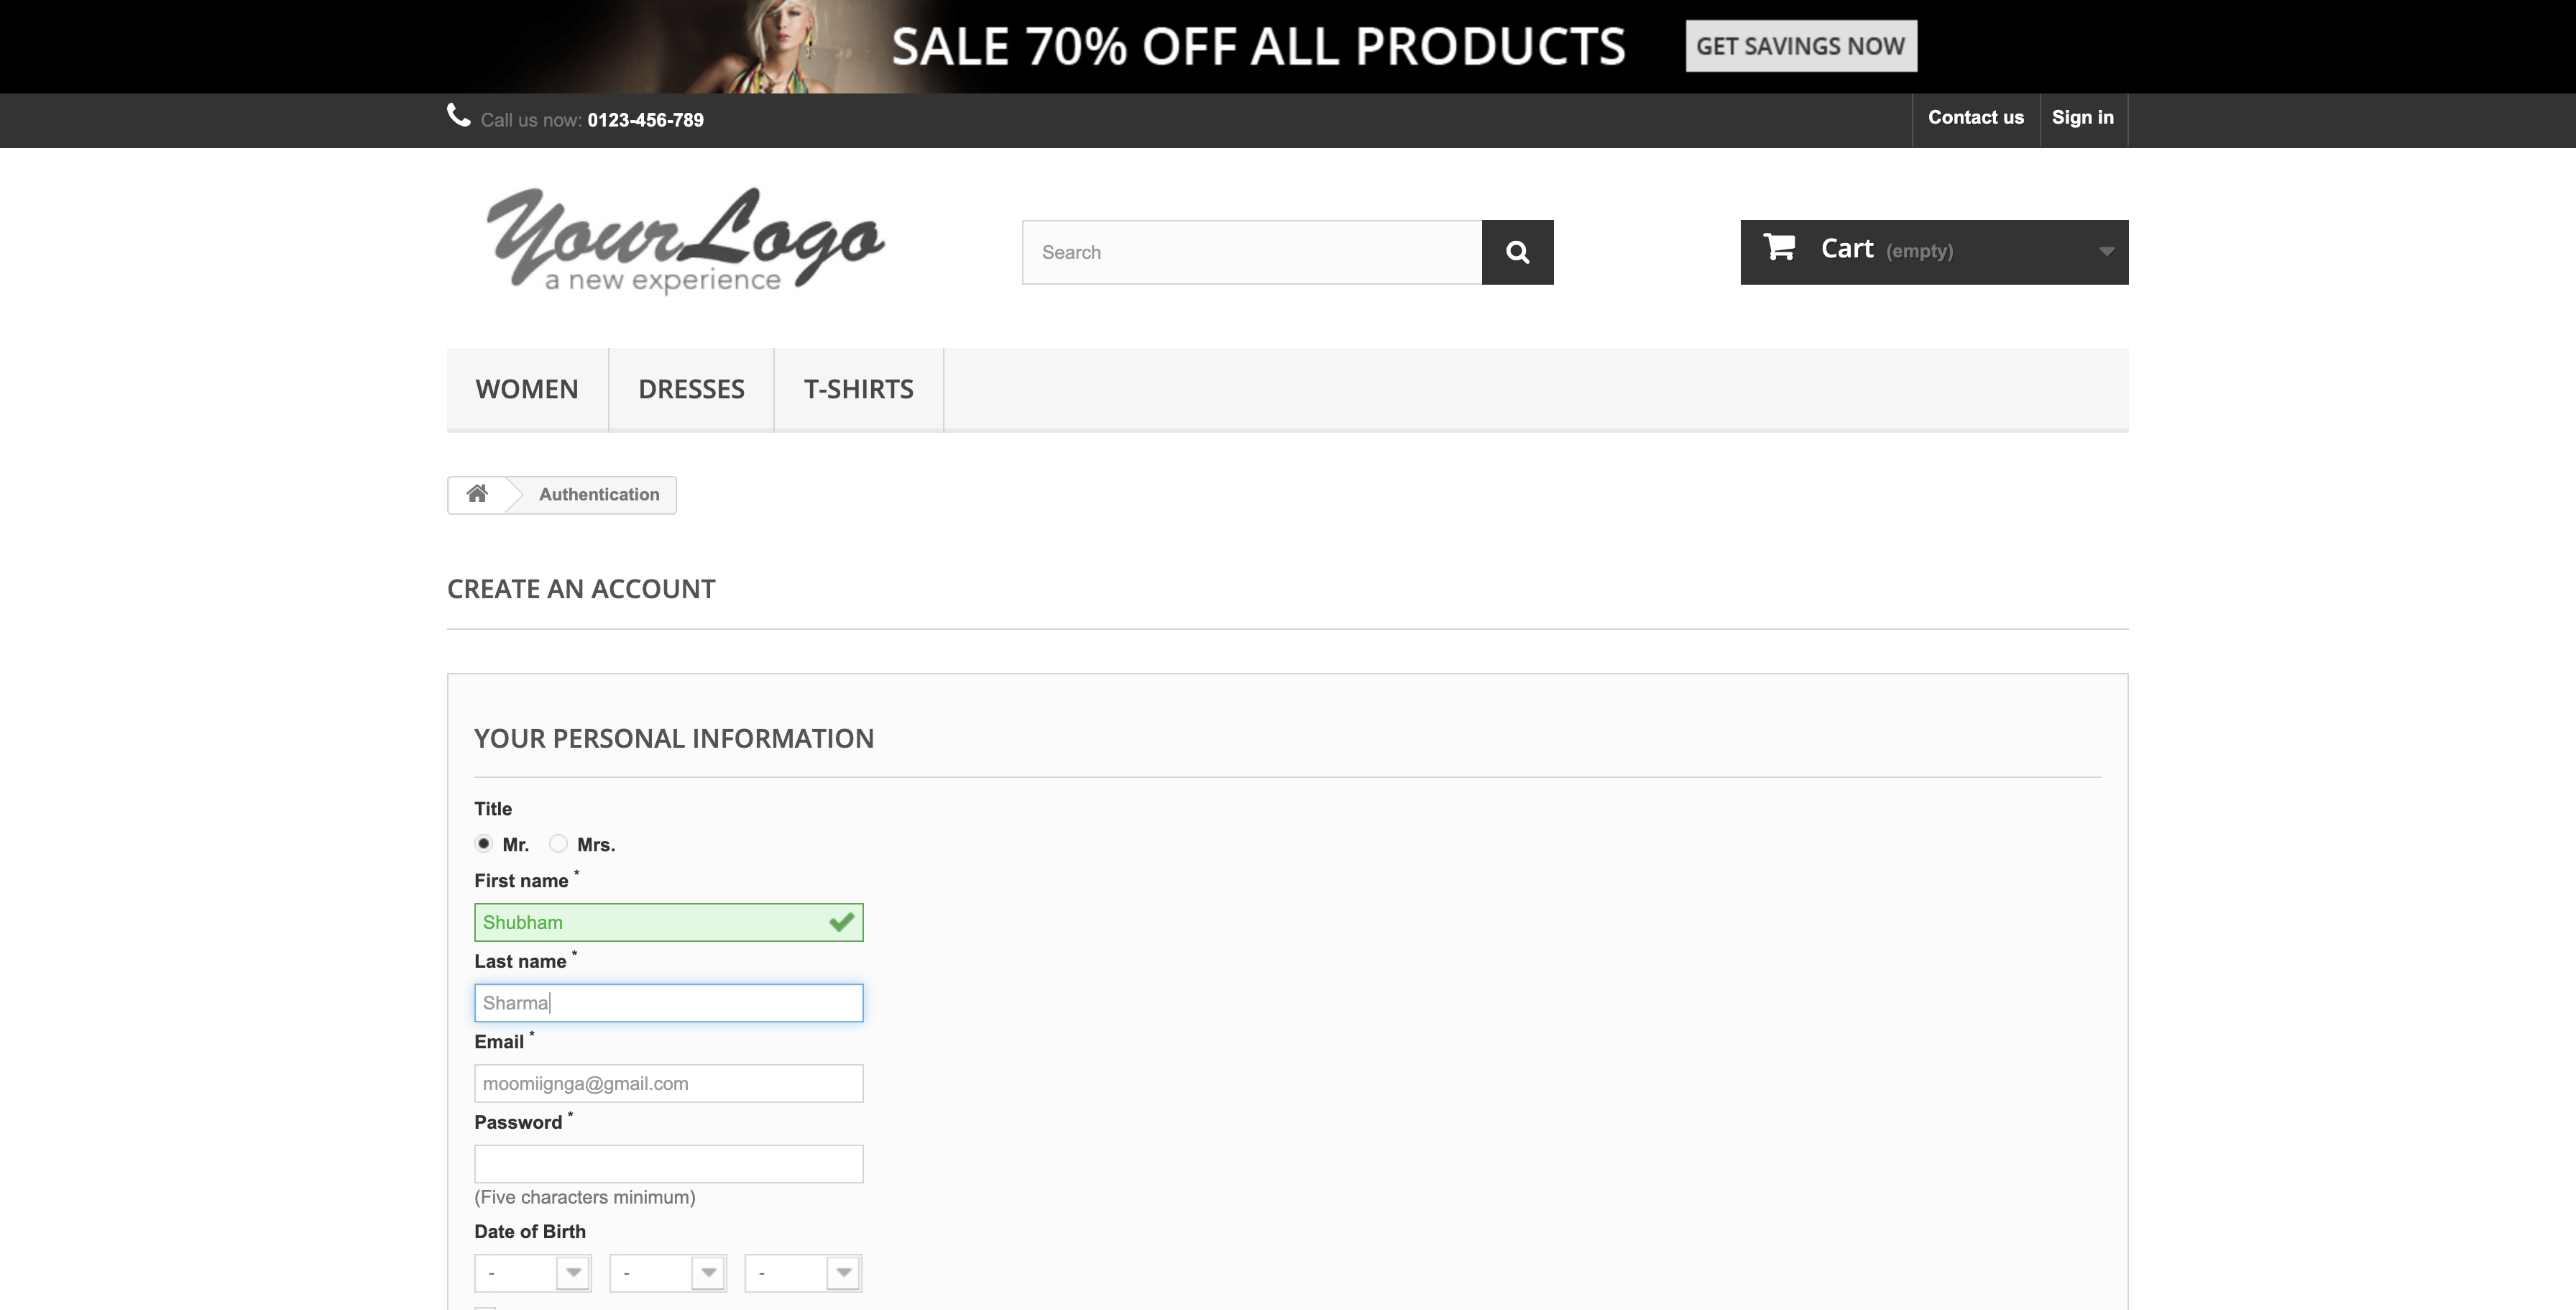 SALE 70% OFF ALL PRODUCTS GET SAVINGS NOW
Call us now: 0123-456-789 Contact us Sign in
Your Logo
a new experience
Search
Cart (empty)
WOMEN DRESSES T-SHIRTS
Authentication
CREATE AN ACCOUNT
YOUR PERSONAL INFORMATION
Title
Mr. Mrs.
First name *
Shubham
Last name *
Sharma
Email *
moomiignga@gmail.com
Password *
(Five characters minimum)
Date of Birth
- - -